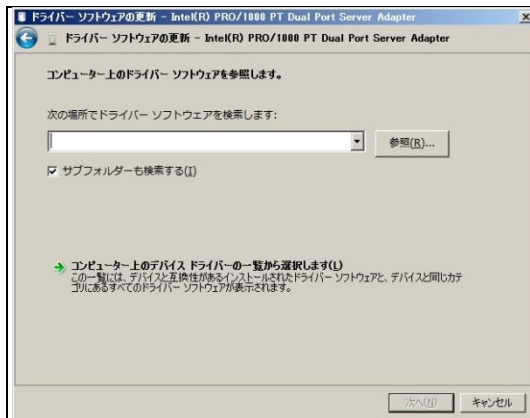 ドライバー ソフトウェアの更新 - Intel(R) PRO/1000 PT Dual Port Server Adapter
ドライバー ソフトウェアの更新 - Intel(R) PRO/1000 PT Dual Port Server Adapter
コンピューター上のドライバー ソフトウェアを参照します。
次の場所でドライバー ソフトウェアを検索します:
参照(R)...
サブフォルダーも検索する(I)
コンピューター上のデバイス ドライバーの一覧から選択します(L)
この一覧には、デバイスと互換性があるインストールされたドライバー ソフトウェアと、デバイスと同じカテ
ゴリにあるすべてのドライバー ソフトウェアが表示されます。
次へ(N)
キャンセル